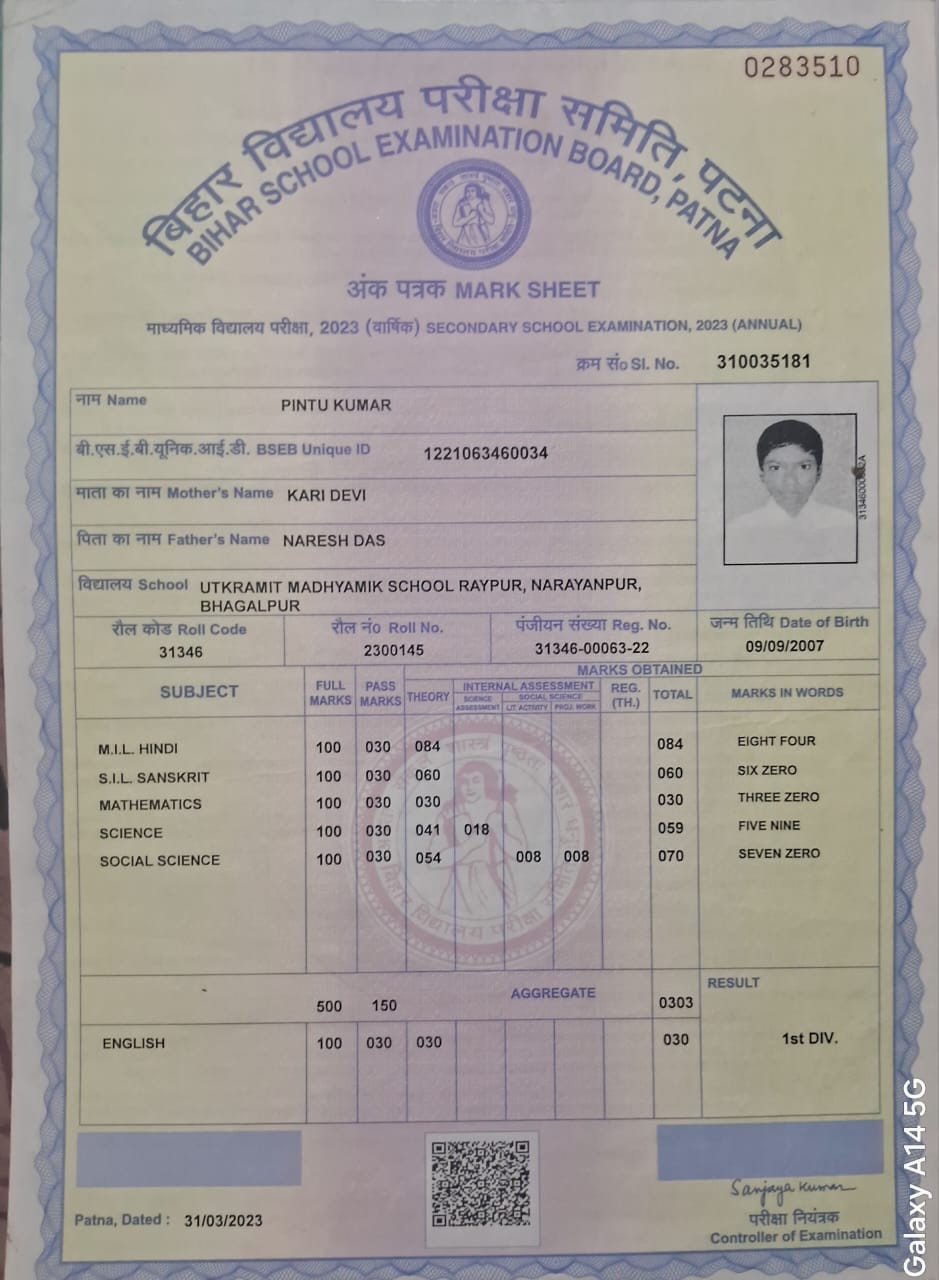 0283510
बिहार विद्यालय परीक्षा समिति, पटना
BIHAR SCHOOL EXAMINATION BOARD, PATNA
अंक पत्रक MARK SHEET
माध्यमिक विद्यालय परीक्षा, 2023 (वार्षिक) SECONDARY SCHOOL EXAMINATION, 2023 (ANNUAL)
क्रम सं० Sl. No. 310035181
नाम Name PINTU KUMAR
बी.एस.ई.बी.यूनिक.आई.डी. BSEB Unique ID 1221063460034
माता का नाम Mother's Name KARI DEVI
पिता का नाम Father's Name NARESH DAS
विद्यालय School UTKRAMIT MADHYAMIK SCHOOL RAYPUR, NARAYANPUR,
BHAGALPUR
रौल कोड Roll Code रौल नं० Roll No. पंजीयन संख्या Reg. No. जन्म तिथि Date of Birth
31346 2300145 31346-00063-22 09/09/2007
MARKS OBTAINED
SUBJECT FULL MARKS PASS MARKS THEORY INTERNAL ASSESSMENT REG. (TH.) TOTAL MARKS IN WORDS
SCIENCE ASSESSMENT SOCIAL SCIENCE
LIT. ACTIVITY PROJ. WORK
M.I.L. HINDI 100 030 084 084 EIGHT FOUR
S.I.L. SANSKRIT 100 030 060 060 SIX ZERO
MATHEMATICS 100 030 030 030 THREE ZERO
SCIENCE 100 030 041 018 059 FIVE NINE
SOCIAL SCIENCE 100 030 054 008 008 070 SEVEN ZERO
500 150 AGGREGATE 0303 RESULT
ENGLISH 100 030 030 030 1st DIV.
Sanjaya Kumar
Patna, Dated : 31/03/2023
परीक्षा नियंत्रक
Controller of Examination
Galaxy A14 5G